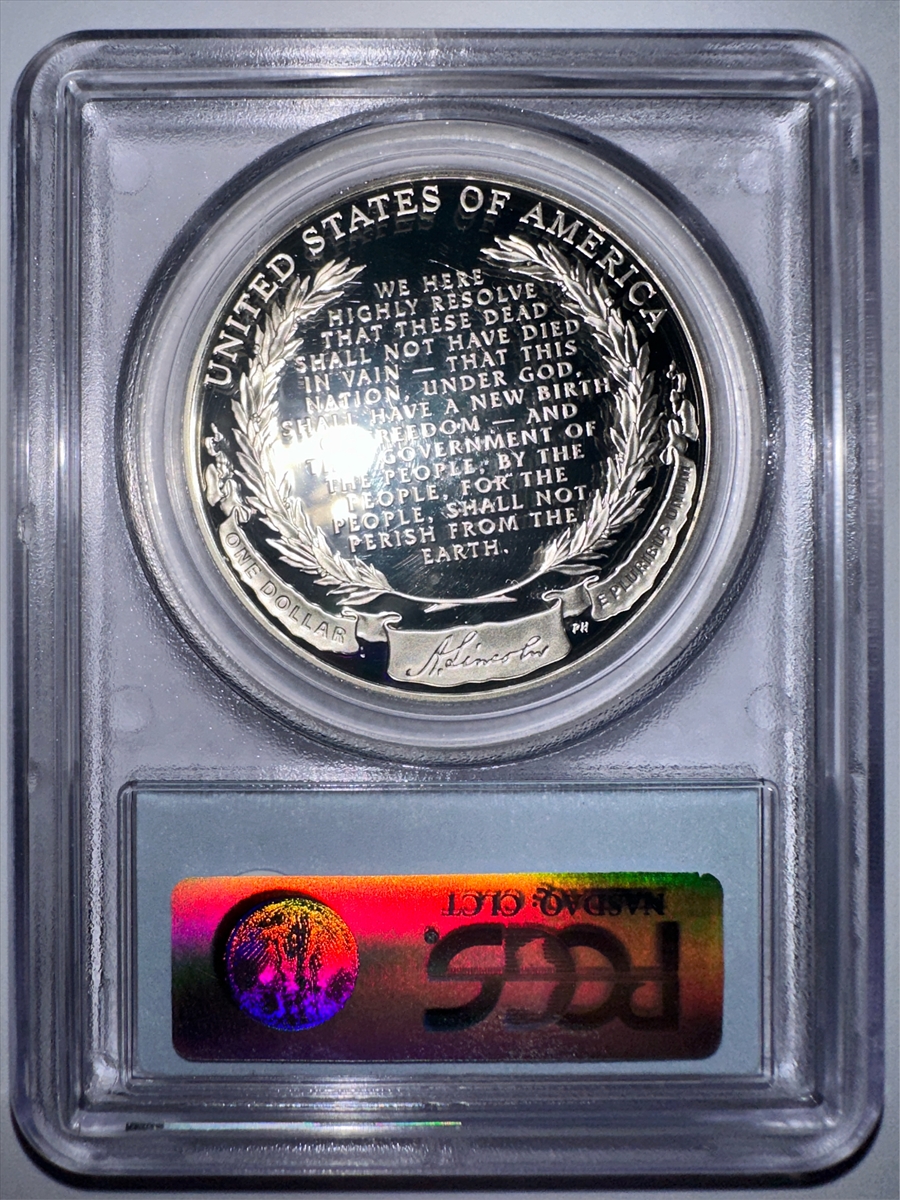 UNITED STATES OF AMERICA
WE HERE
HIGHLY RESOLVE
THAT THESE DEAD
SHALL NOT HAVE DIED
IN VAIN — THAT THIS
NATION, UNDER GOD,
SHALL HAVE A NEW BIRTH
FREEDOM — AND
GOVERNMENT OF
THE PEOPLE, BY THE
PEOPLE, FOR THE
PEOPLE, SHALL NOT
PERISH FROM THE
EARTH.
ONE DOLLAR
A. Lincoln
PH
E PLURIBUS UNUM
NASDAQ: CLCT
PCGS®